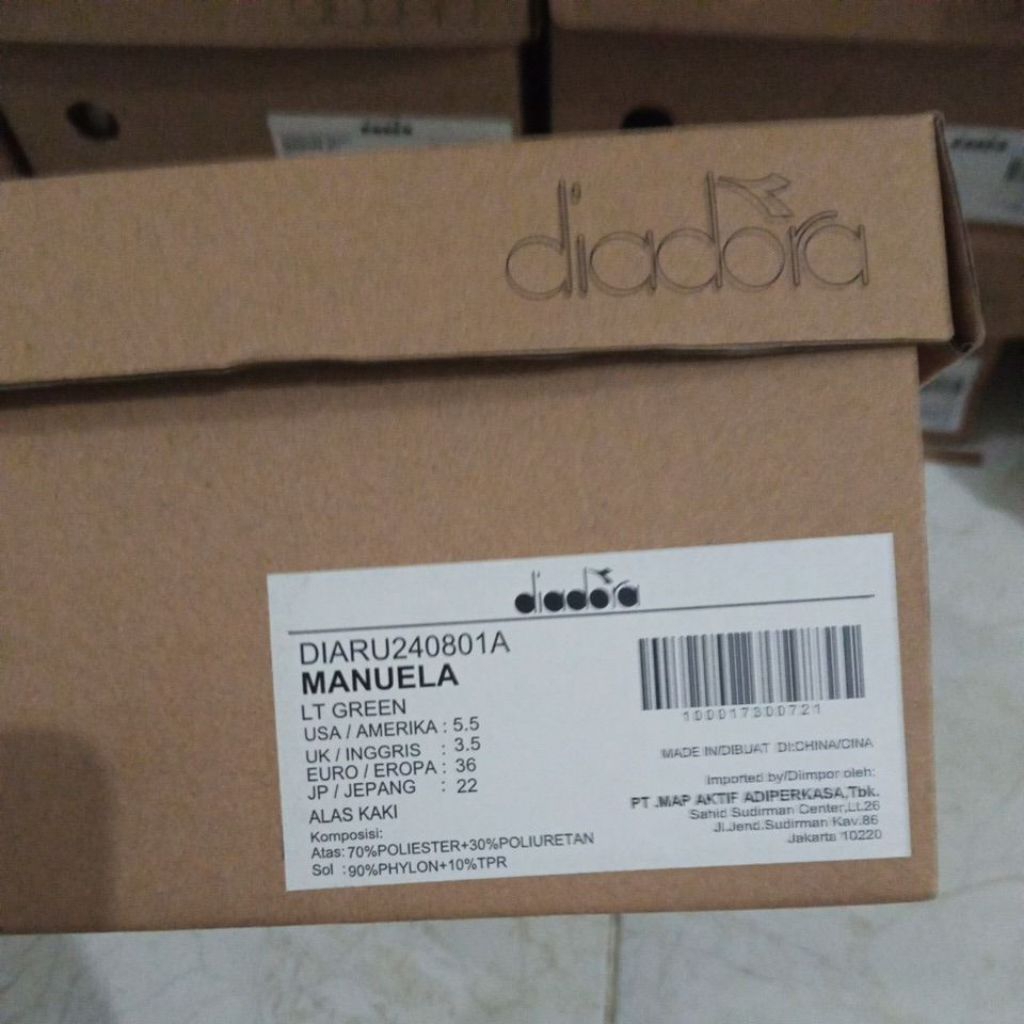 diadora
diadora
DIARU240801A
MANUELA
LT GREEN
USA / AMERIKA : 5.5
UK / INGGRIS : 3.5
EURO / EROPA : 36
JP / JEPANG : 22
ALAS KAKI
Komposisi:
Atas:70%POLIESTER+30%POLIURETAN
Sol :90%PHYLON+10%TPR
100017300721
MADE IN/DIBUAT DI:CHINA/CINA
Imported by/Diimpor oleh:
PT .MAP AKTIF ADIPERKASA,Tbk.
Sahid Sudirman Center,Lt.26
Jl.Jend.Sudirman Kav.86
Jakarta 10220